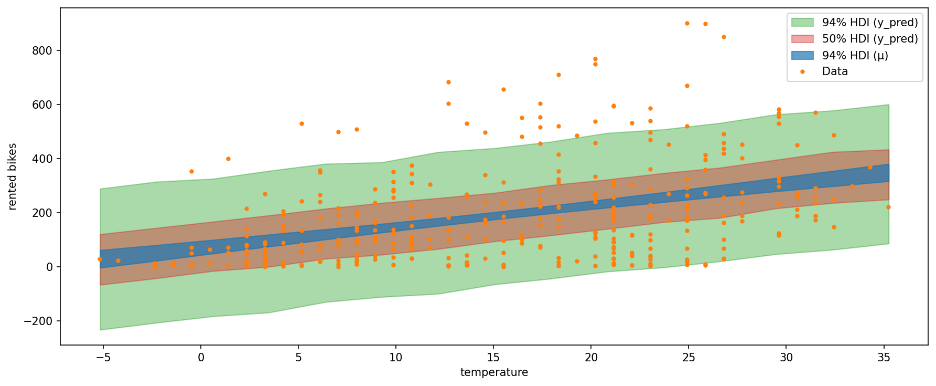 94% HDI (y_pred)
50% HDI (y_pred)
94% HDI (μ)
Data
800
600
400
200
0
−200
rented bikes
−5
0
5
10
15
20
25
30
35
temperature